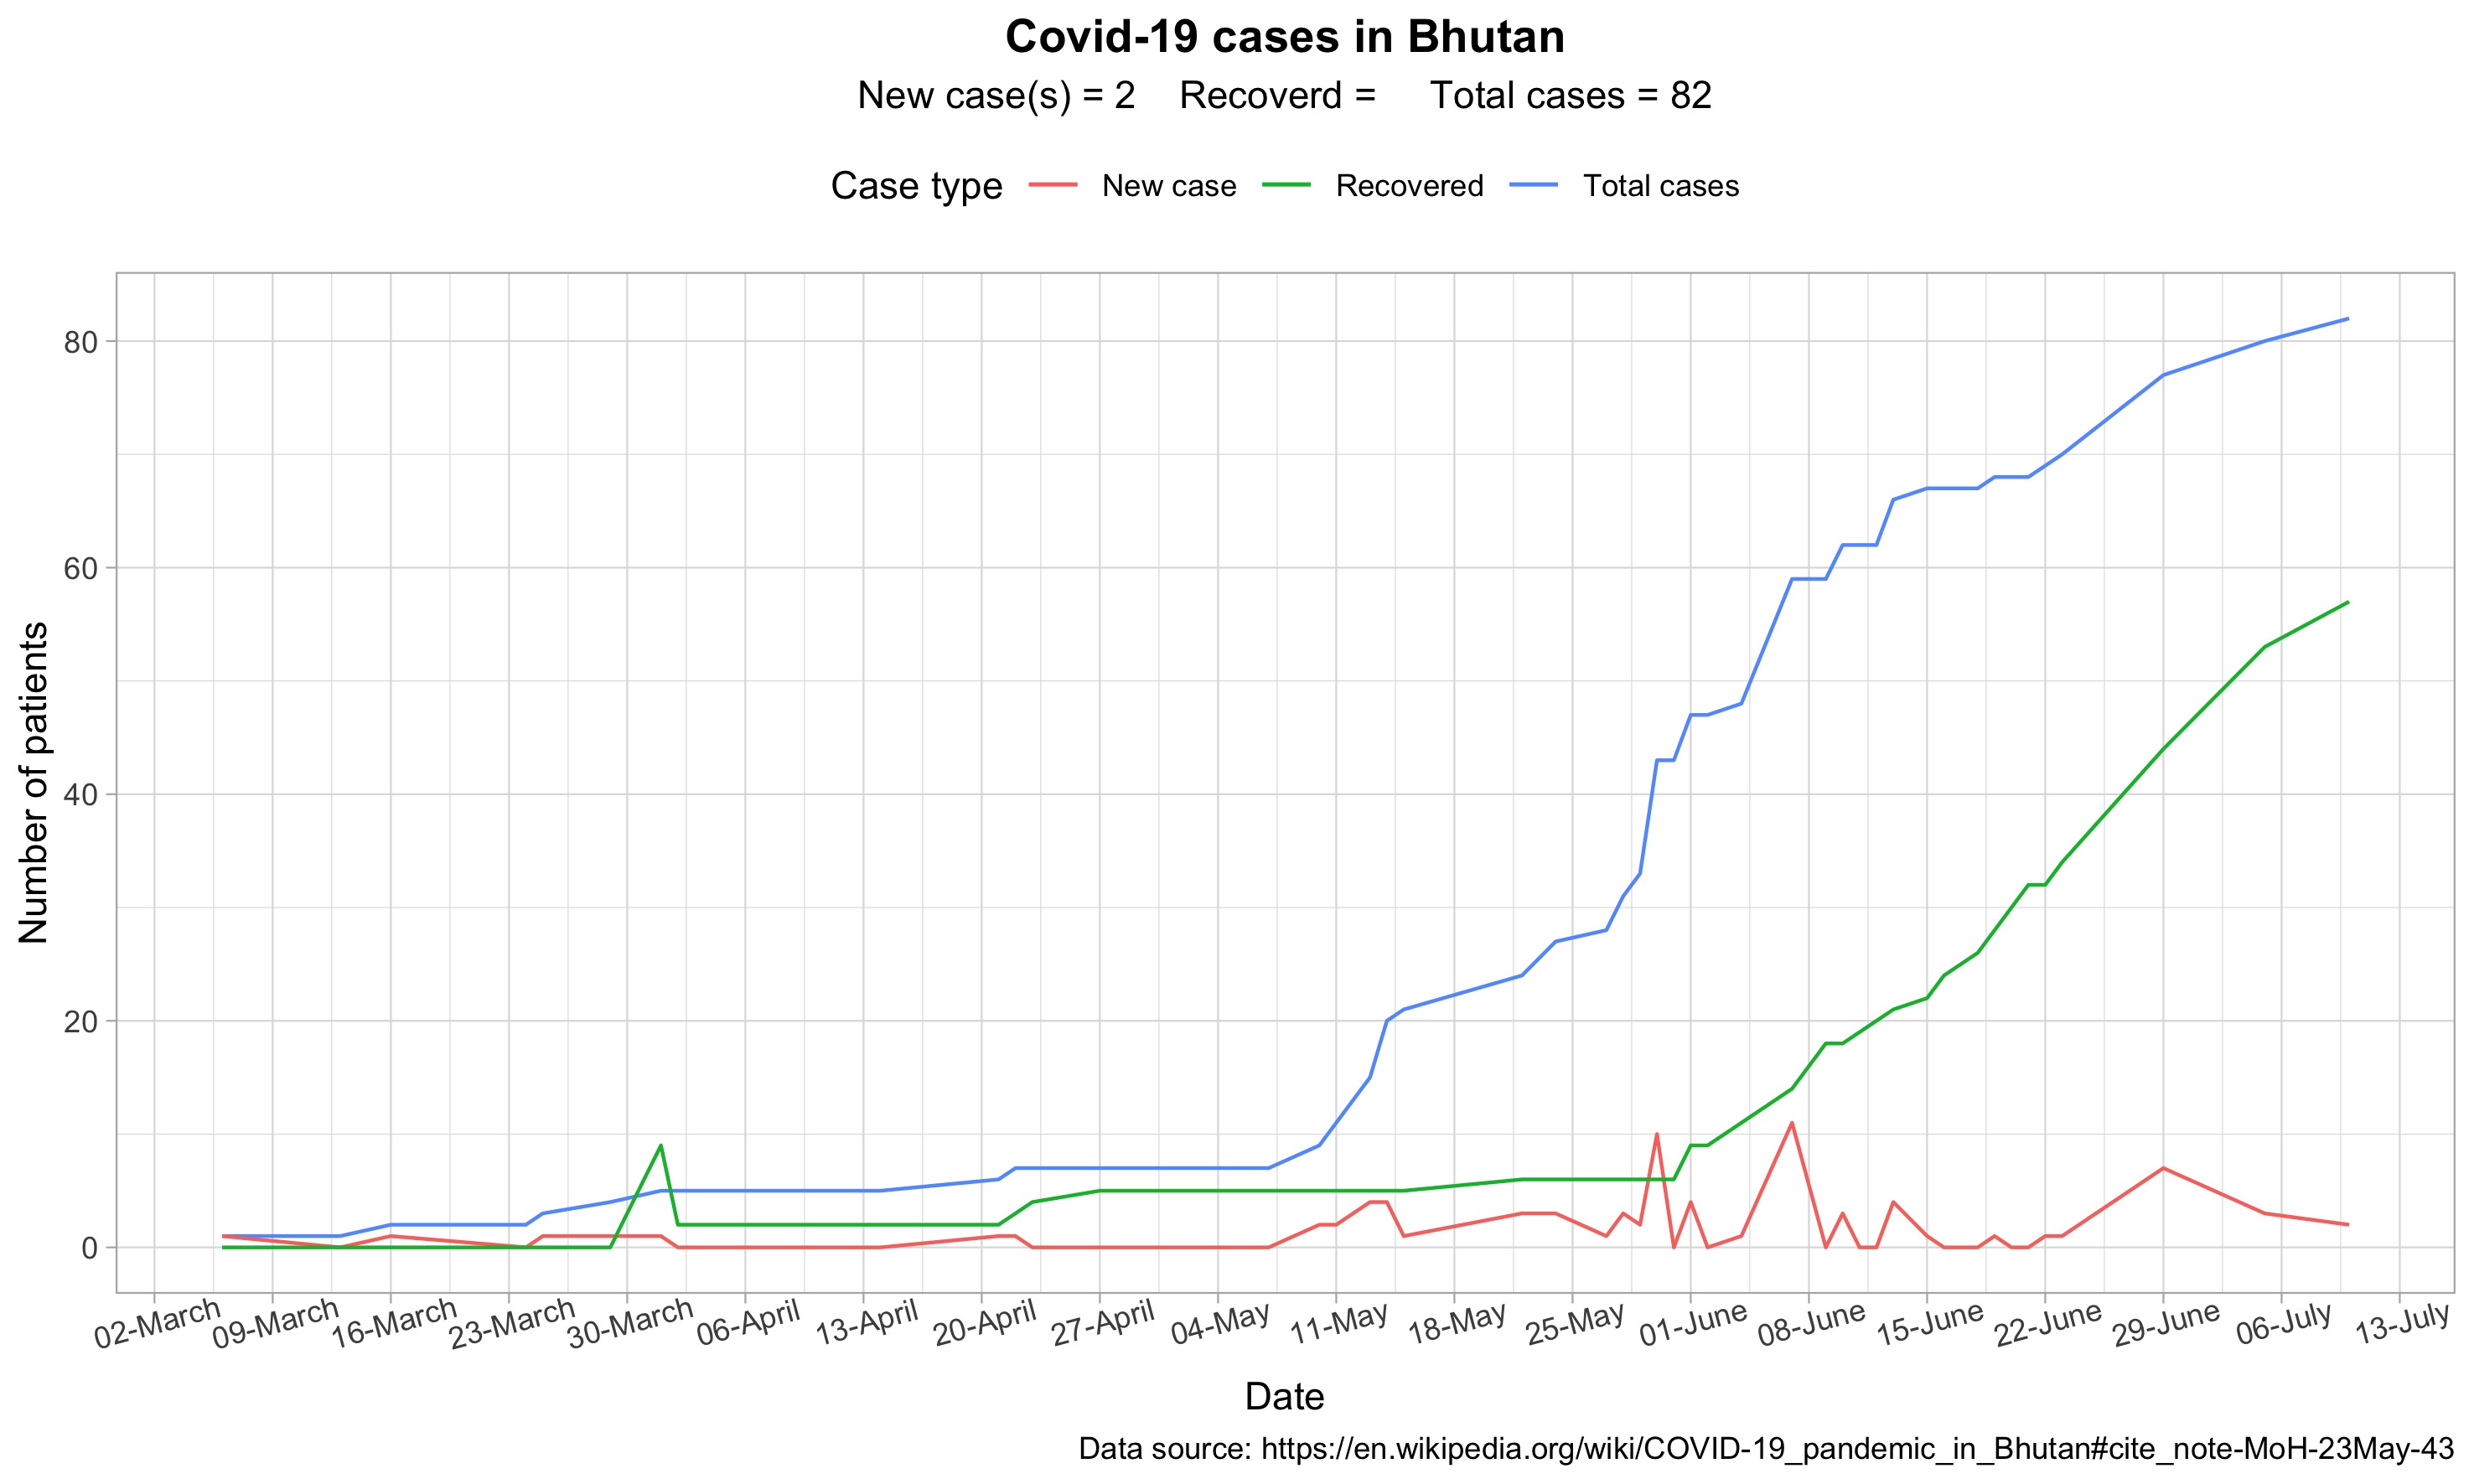 Covid-19 cases in Bhutan
New case(s) = 2 Recoverd = Total cases = 82
Case type New case Recovered Total cases
Number of patients
80
60
40
20
0
02-March 09-March 16-March 23-March 30-March 06-April 13-April 20-April 27-April 04-May 11-May 18-May 25-May 01-June 08-June 15-June 22-June 29-June 06-July 13-July
Date
Data source: https://en.wikipedia.org/wiki/COVID-19_pandemic_in_Bhutan#cite_note-MoH-23May-43